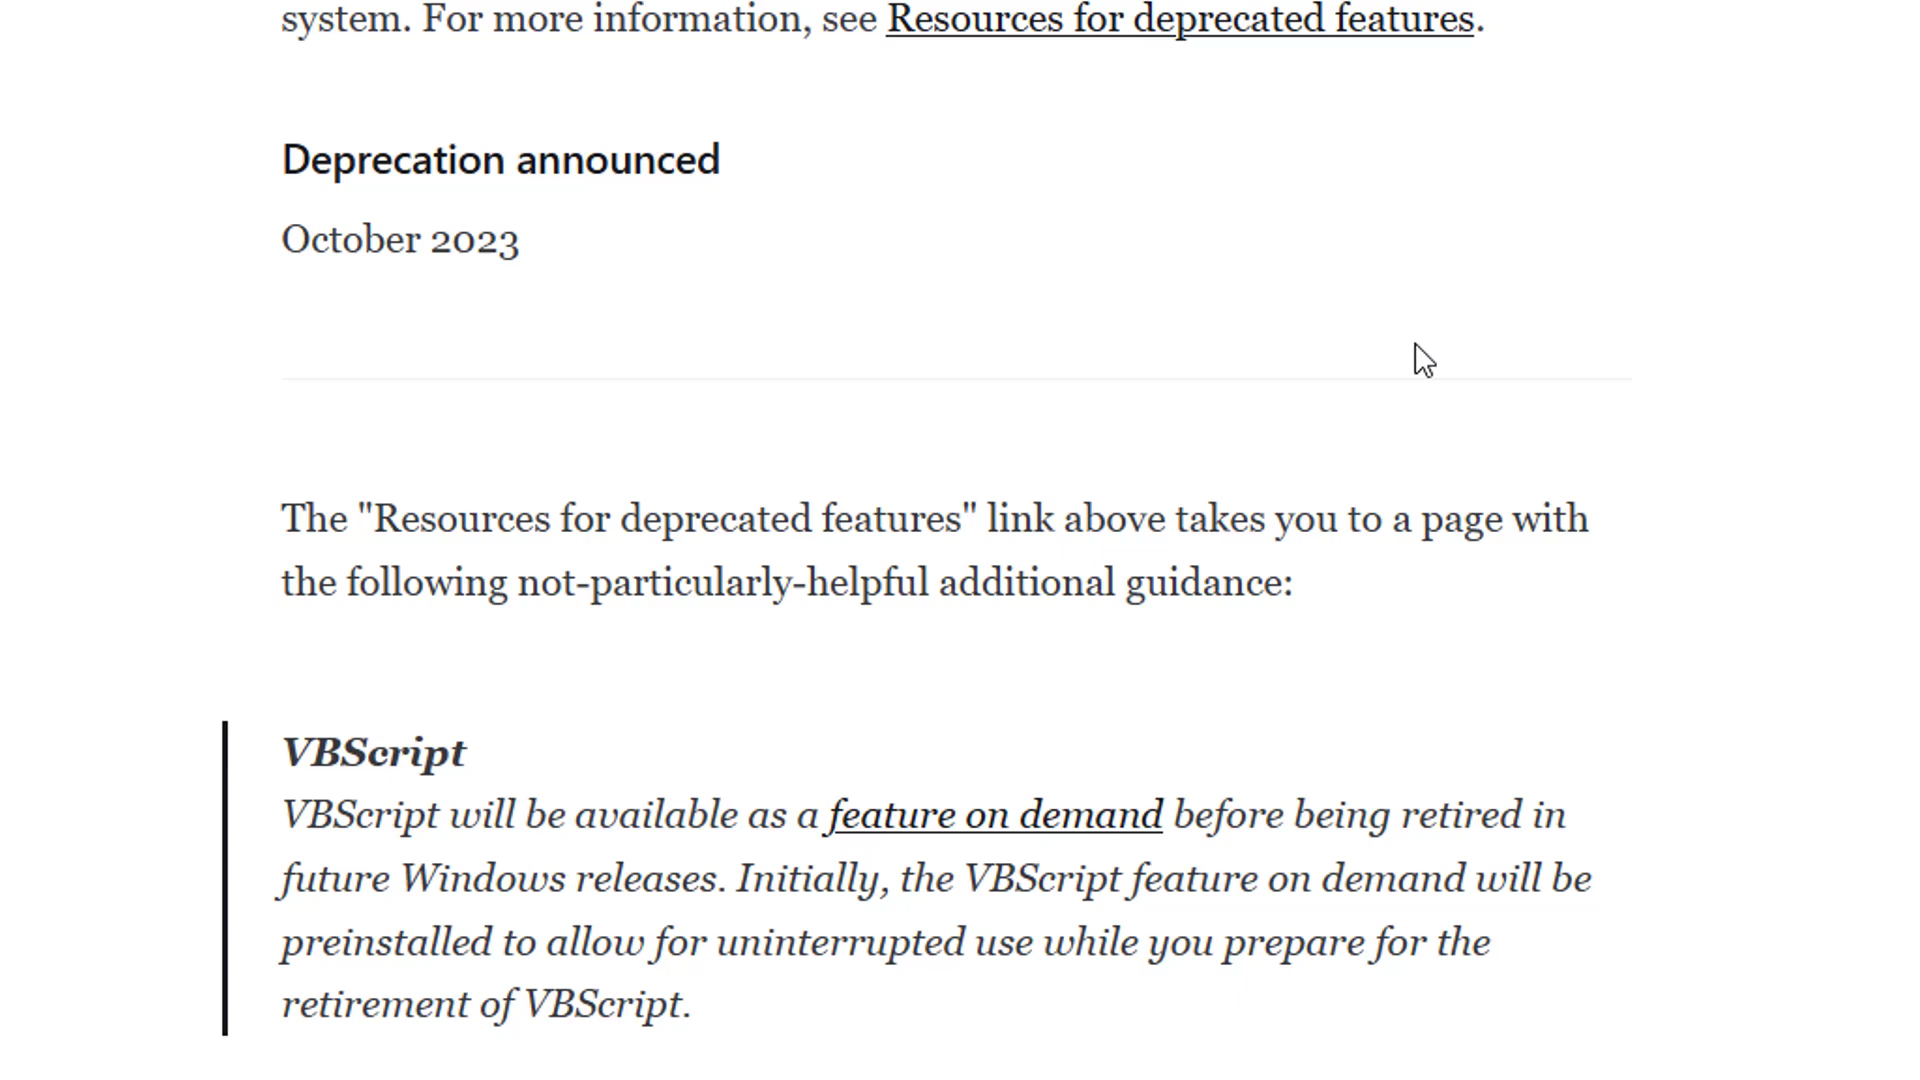 system. For more information, see Resources for deprecated features.
Deprecation announced
October 2023
The "Resources for deprecated features" link above takes you to a page with
the following not-particularly-helpful additional guidance:
VBScript
VBScript will be available as a feature on demand before being retired in
future Windows releases. Initially, the VBScript feature on demand will be
preinstalled to allow for uninterrupted use while you prepare for the
retirement of VBScript.